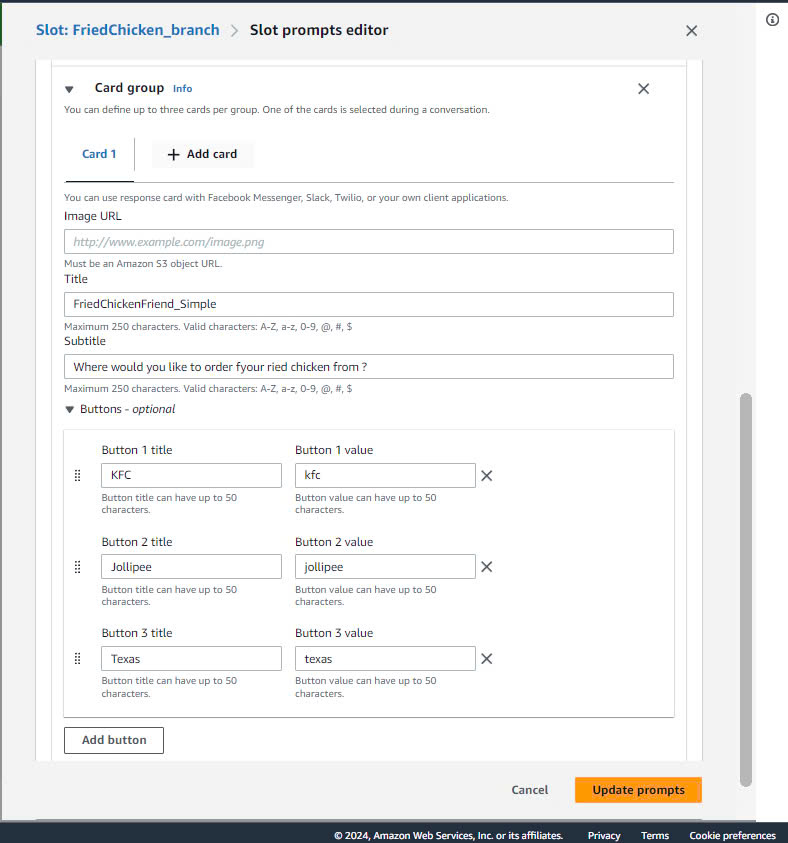 Slot: FriedChicken_branch > Slot prompts editor
Card group Info
You can define up to three cards per group. One of the cards is selected during a conversation.
Card 1
+ Add card
You can use response card with Facebook Messenger, Slack, Twilio, or your own client applications.
Image URL
http://www.example.com/image.png
Must be an Amazon S3 object URL.
Title
FriedChickenFriend_Simple
Maximum 250 characters. Valid characters: A-Z, a-z, 0-9, @, #, $
Subtitle
Where would you like to order fyour ried chicken from ?
Maximum 250 characters. Valid characters: A-Z, a-z, 0-9, @, #, $
Buttons - optional
Button 1 title Button 1 value
KFC kfc
Button title can have up to 50 Button value can have up to 50
characters. characters.
Button 2 title Button 2 value
Jollipee jollipee
Button title can have up to 50 Button value can have up to 50
characters. characters.
Button 3 title Button 3 value
Texas texas
Button title can have up to 50 Button value can have up to 50
characters. characters.
Add button
Cancel Update prompts
© 2024, Amazon Web Services, Inc. or its affiliates. Privacy Terms Cookie preferences